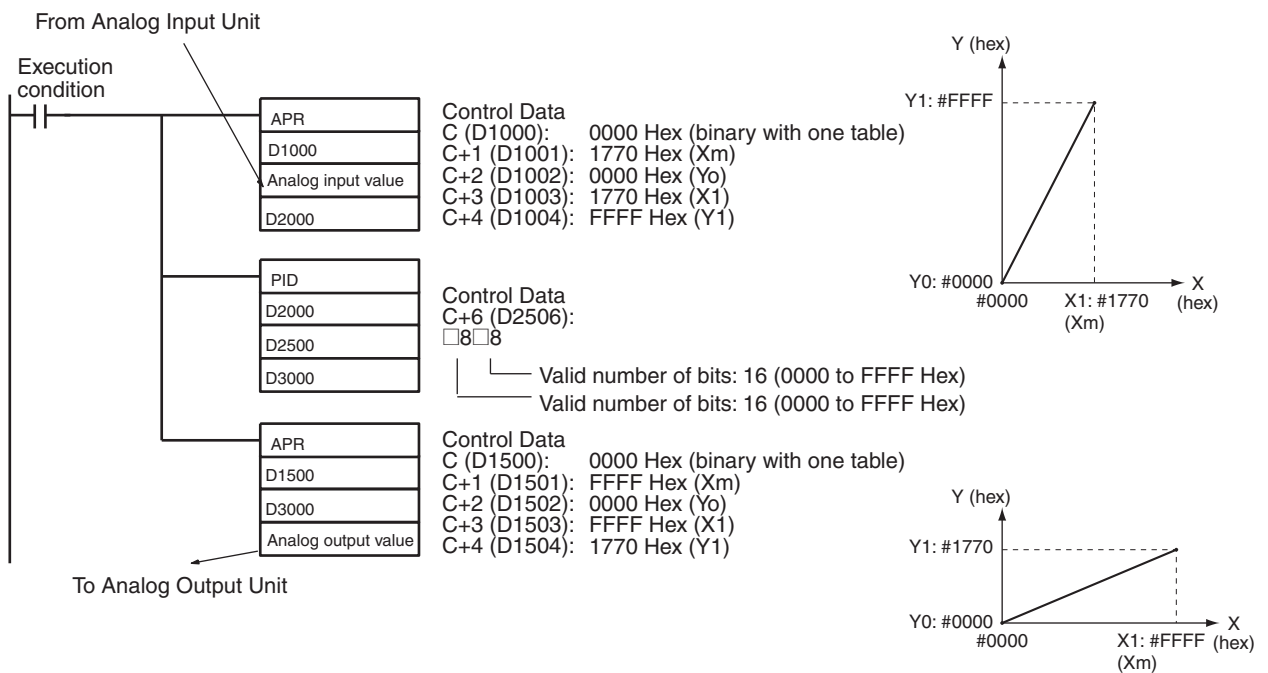 From Analog Input Unit
Execution
condition
APR
D1000
Analog input value
D2000
Control Data
C (D1000): 0000 Hex (binary with one table)
C+1 (D1001): 1770 Hex (Xm)
C+2 (D1002): 0000 Hex (Yo)
C+3 (D1003): 1770 Hex (X1)
C+4 (D1004): FFFF Hex (Y1)
Y (hex)
Y1: #FFFF
Y0: #0000
#0000
X1: #1770
(Xm)
X
(hex)
PID
D2000
D2500
D3000
Control Data
C+6 (D2506):
□8□8
Valid number of bits: 16 (0000 to FFFF Hex)
Valid number of bits: 16 (0000 to FFFF Hex)
APR
D1500
D3000
Analog output value
To Analog Output Unit
Control Data
C (D1500): 0000 Hex (binary with one table)
C+1 (D1501): FFFF Hex (Xm)
C+2 (D1502): 0000 Hex (Yo)
C+3 (D1503): FFFF Hex (X1)
C+4 (D1504): 1770 Hex (Y1)
Y (hex)
Y1: #1770
Y0: #0000
#0000
X1: #FFFF
(Xm)
X
(hex)